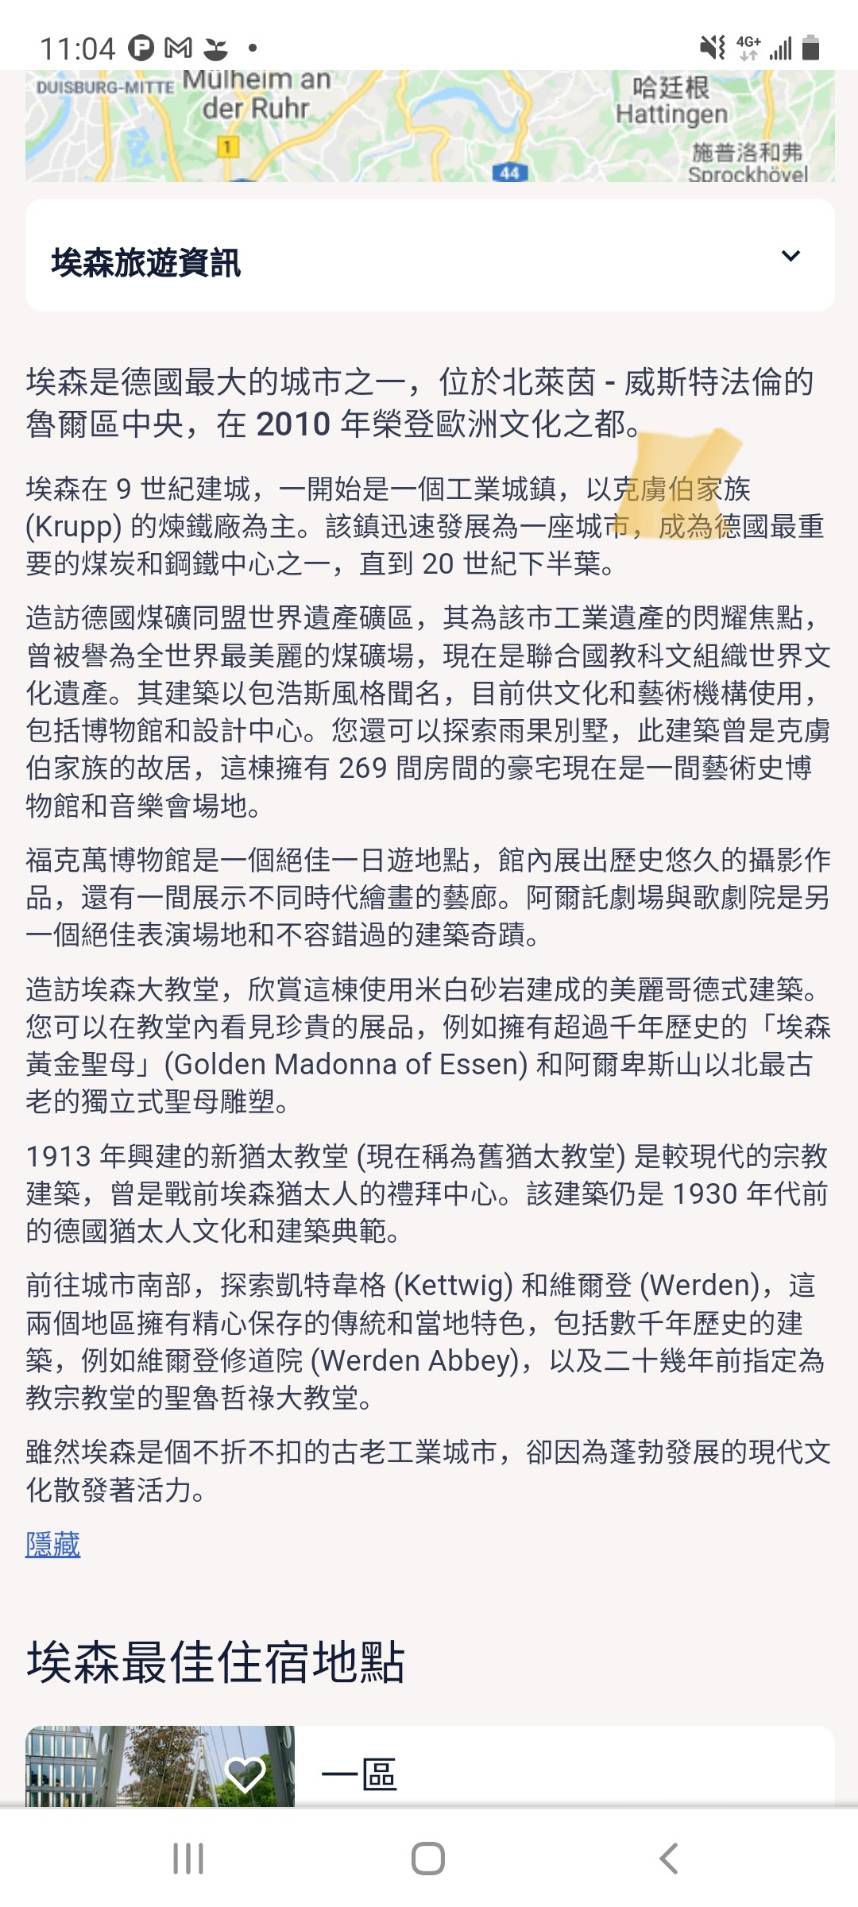 11:04
4G+
DUISBURG-MITTE
Mülheim an
der Ruhr
哈廷根
Hattingen
1
施普洛和弗
44
Sprockhövel
埃森旅遊資訊
埃森是德國最大的城市之一，位於北萊茵 - 威斯特法倫的
魯爾區中央，在 2010 年榮登歐洲文化之都。
埃森在 9 世紀建城，一開始是一個工業城鎮，以克虜伯家族
(Krupp) 的煉鐵廠為主。該鎮迅速發展為一座城市，成為德國最重
要的煤炭和鋼鐵中心之一，直到 20 世紀下半葉。
造訪德國煤礦同盟世界遺產礦區，其為該市工業遺產的閃耀焦點，
曾被譽為全世界最美麗的煤礦場，現在是聯合國教科文組織世界文
化遺產。其建築以包浩斯風格聞名，目前供文化和藝術機構使用，
包括博物館和設計中心。您還可以探索雨果別墅，此建築曾是克虜
伯家族的故居，這棟擁有 269 間房間的豪宅現在是一間藝術史博
物館和音樂會場地。
福克萬博物館是一個絕佳一日遊地點，館內展出歷史悠久的攝影作
品，還有一間展示不同時代繪畫的藝廊。阿爾託劇場與歌劇院是另
一個絕佳表演場地和不容錯過的建築奇蹟。
造訪埃森大教堂，欣賞這棟使用米白砂岩建成的美麗哥德式建築。
您可以在教堂內看見珍貴的展品，例如擁有超過千年歷史的「埃森
黃金聖母」(Golden Madonna of Essen) 和阿爾卑斯山以北最古
老的獨立式聖母雕塑。
1913 年興建的新猶太教堂 (現在稱為舊猶太教堂) 是較現代的宗教
建築，曾是戰前埃森猶太人的禮拜中心。該建築仍是 1930 年代前
的德國猶太人文化和建築典範。
前往城市南部，探索凱特韋格 (Kettwig) 和維爾登 (Werden)，這
兩個地區擁有精心保存的傳統和當地特色，包括數千年歷史的建
築，例如維爾登修道院 (Werden Abbey)，以及二十幾年前指定為
教宗教堂的聖魯哲祿大教堂。
雖然埃森是個不折不扣的古老工業城市，卻因為蓬勃發展的現代文
化散發著活力。
隱藏
埃森最佳住宿地點
一區